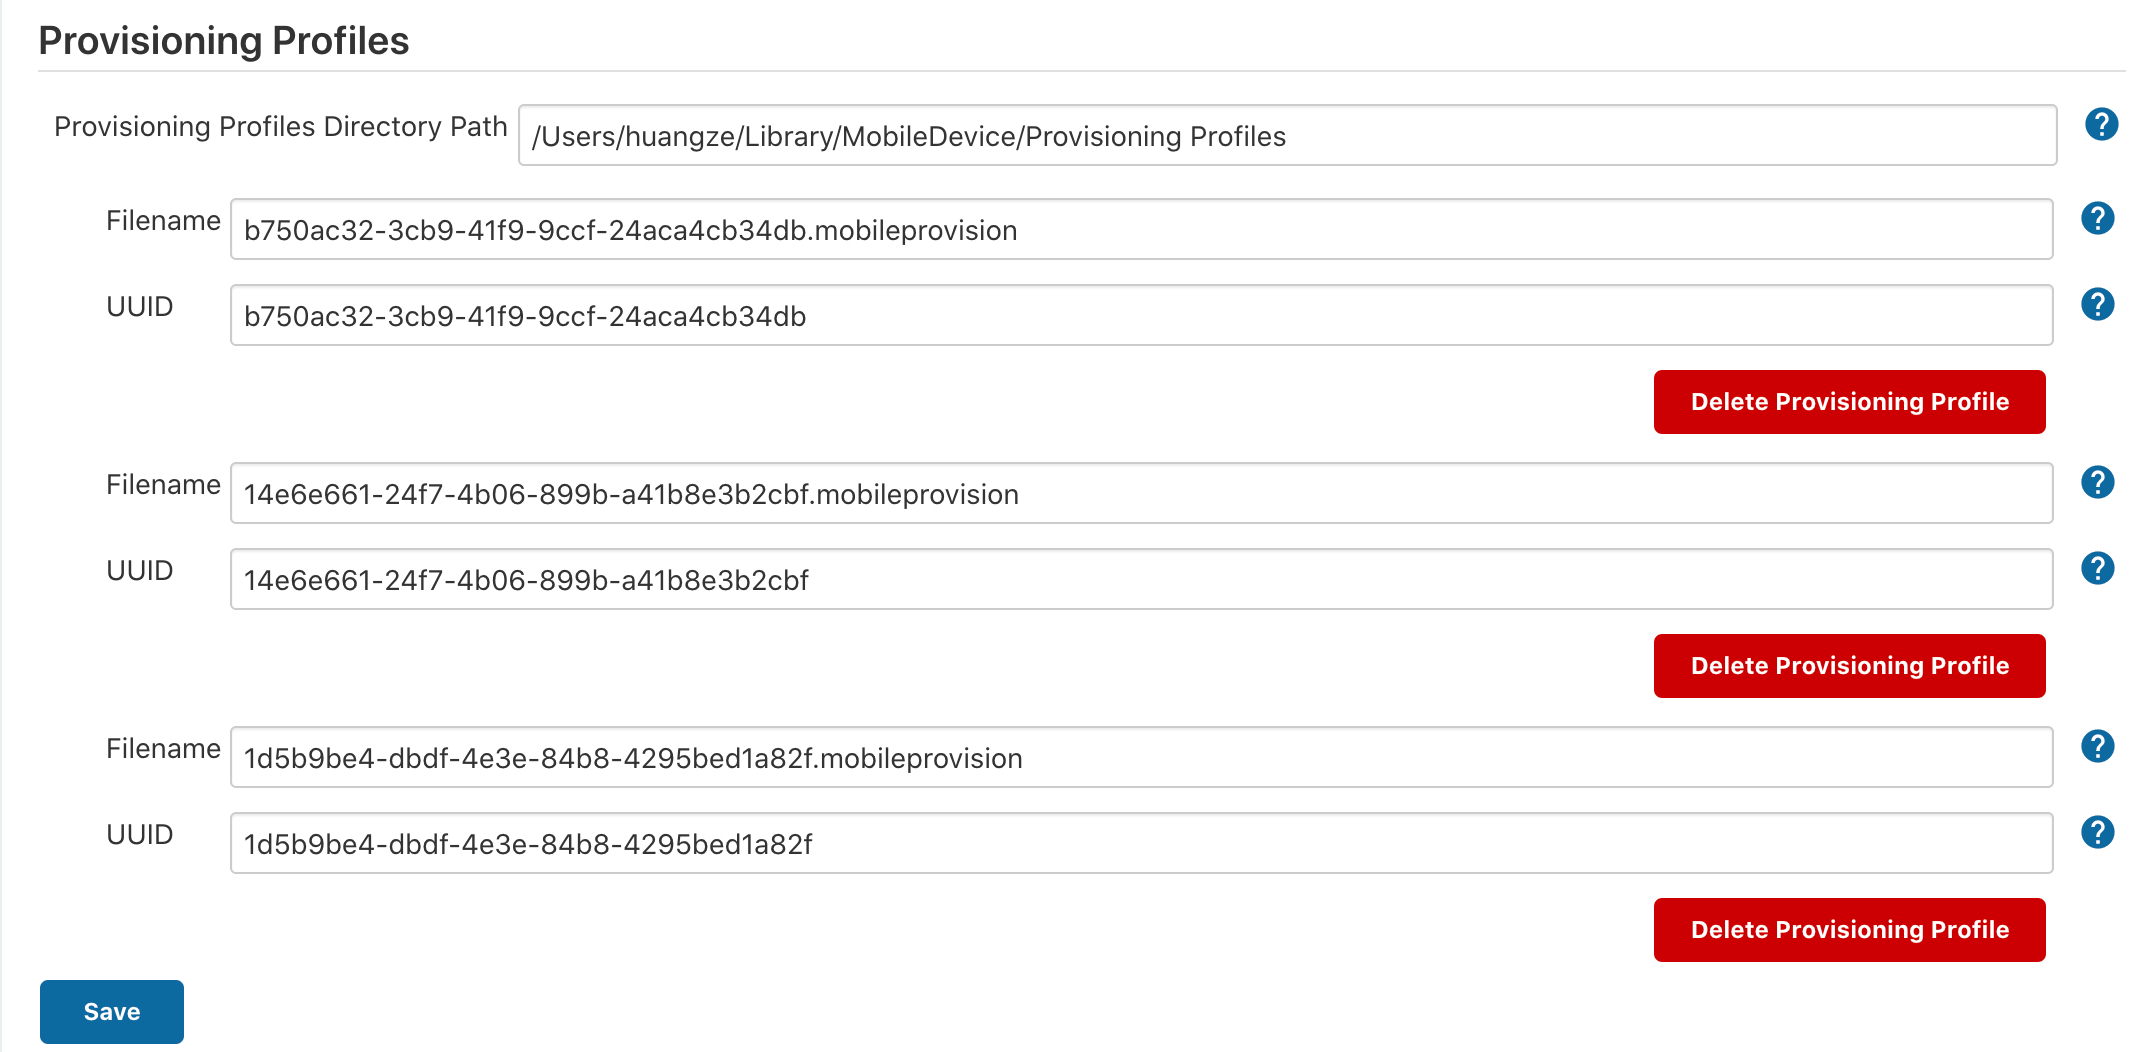 Provisioning Profiles
Provisioning Profiles Directory Path /Users/huangze/Library/MobileDevice/Provisioning Profiles ?
Filename b750ac32-3cb9-41f9-9ccf-24aca4cb34db.mobileprovision ?
UUID b750ac32-3cb9-41f9-9ccf-24aca4cb34db ?
Delete Provisioning Profile
Filename 14e6e661-24f7-4b06-899b-a41b8e3b2cbf.mobileprovision ?
UUID 14e6e661-24f7-4b06-899b-a41b8e3b2cbf ?
Delete Provisioning Profile
Filename 1d5b9be4-dbdf-4e3e-84b8-4295bed1a82f.mobileprovision ?
UUID 1d5b9be4-dbdf-4e3e-84b8-4295bed1a82f ?
Delete Provisioning Profile
Save